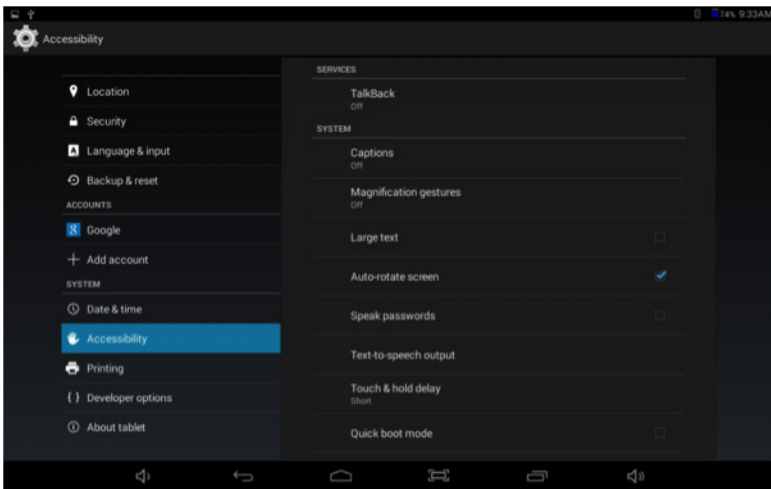 74% 9:33AM
Accessibility
Location
Security
Language & input
Backup & reset
ACCOUNTS
Google
Add account
SYSTEM
Date & time
Accessibility
Printing
{ } Developer options
About tablet
SERVICES
TalkBack
Off
SYSTEM
Captions
Off
Magnification gestures
Off
Large text
Auto-rotate screen
Speak passwords
Text-to-speech output
Touch & hold delay
Short
Quick boot mode